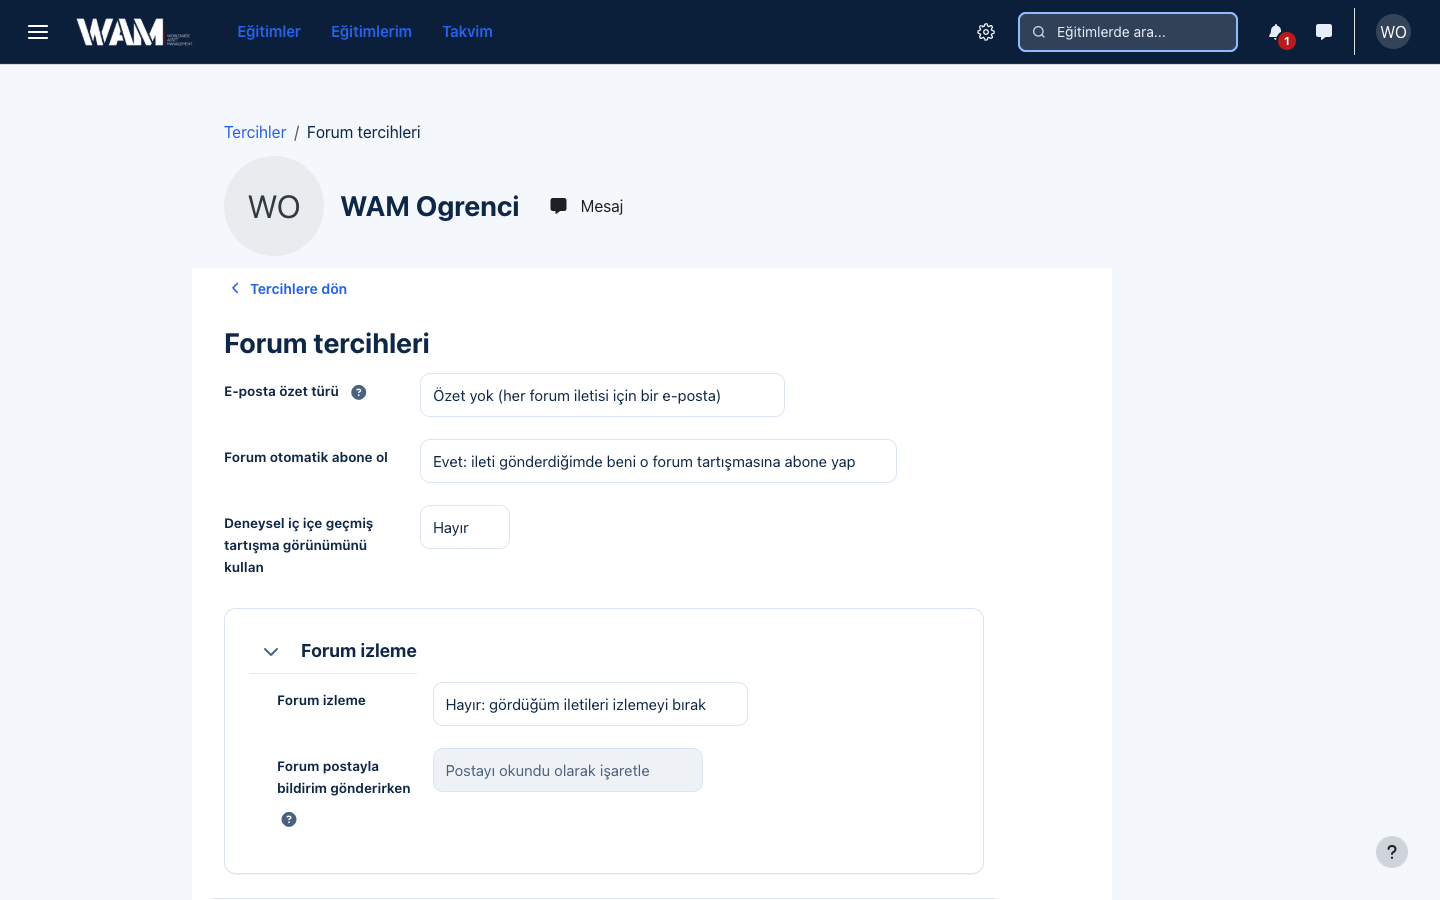 WAM WORLDWIDE ASSET MANAGEMENT
Eğitimler Eğitimlerim Takvim
Eğitimlerde ara...
1
WO
Tercihler / Forum tercihleri
WO
WAM Ogrenci
Mesaj
Tercihlere dön
Forum tercihleri
E-posta özet türü ?
Özet yok (her forum iletisi için bir e-posta)
Forum otomatik abone ol
Evet: ileti gönderdiğimde beni o forum tartışmasına abone yap
Deneysel iç içe geçmiş
tartışma görünümünü
kullan
Hayır
Forum izleme
Forum izleme
Hayır: gördüğüm iletileri izlemeyi bırak
Forum postayla
bildirim gönderirken
?
Postayı okundu olarak işaretle
?